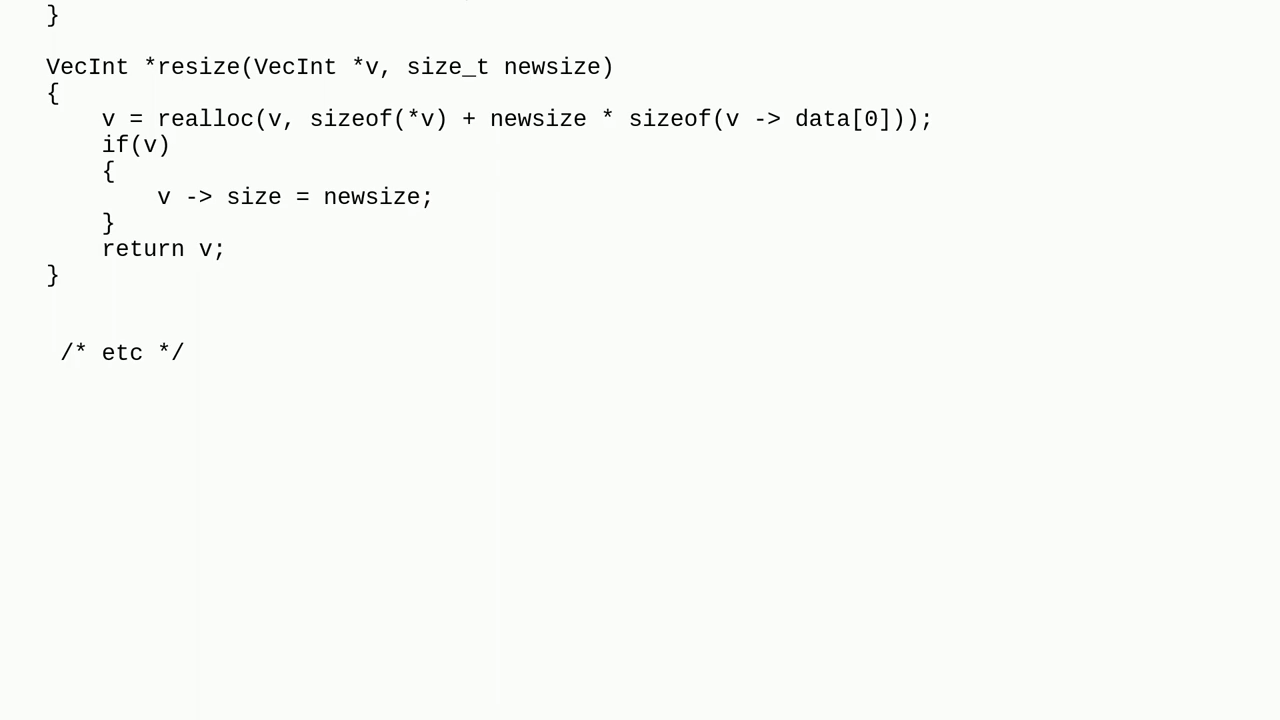 }
VecInt *resize(VecInt *v, size_t newsize)
{
    v = realloc(v, sizeof(*v) + newsize * sizeof(v -> data[0]));
    if(v)
    {
        v -> size = newsize;
    }
    return v;
}
 /* etc */